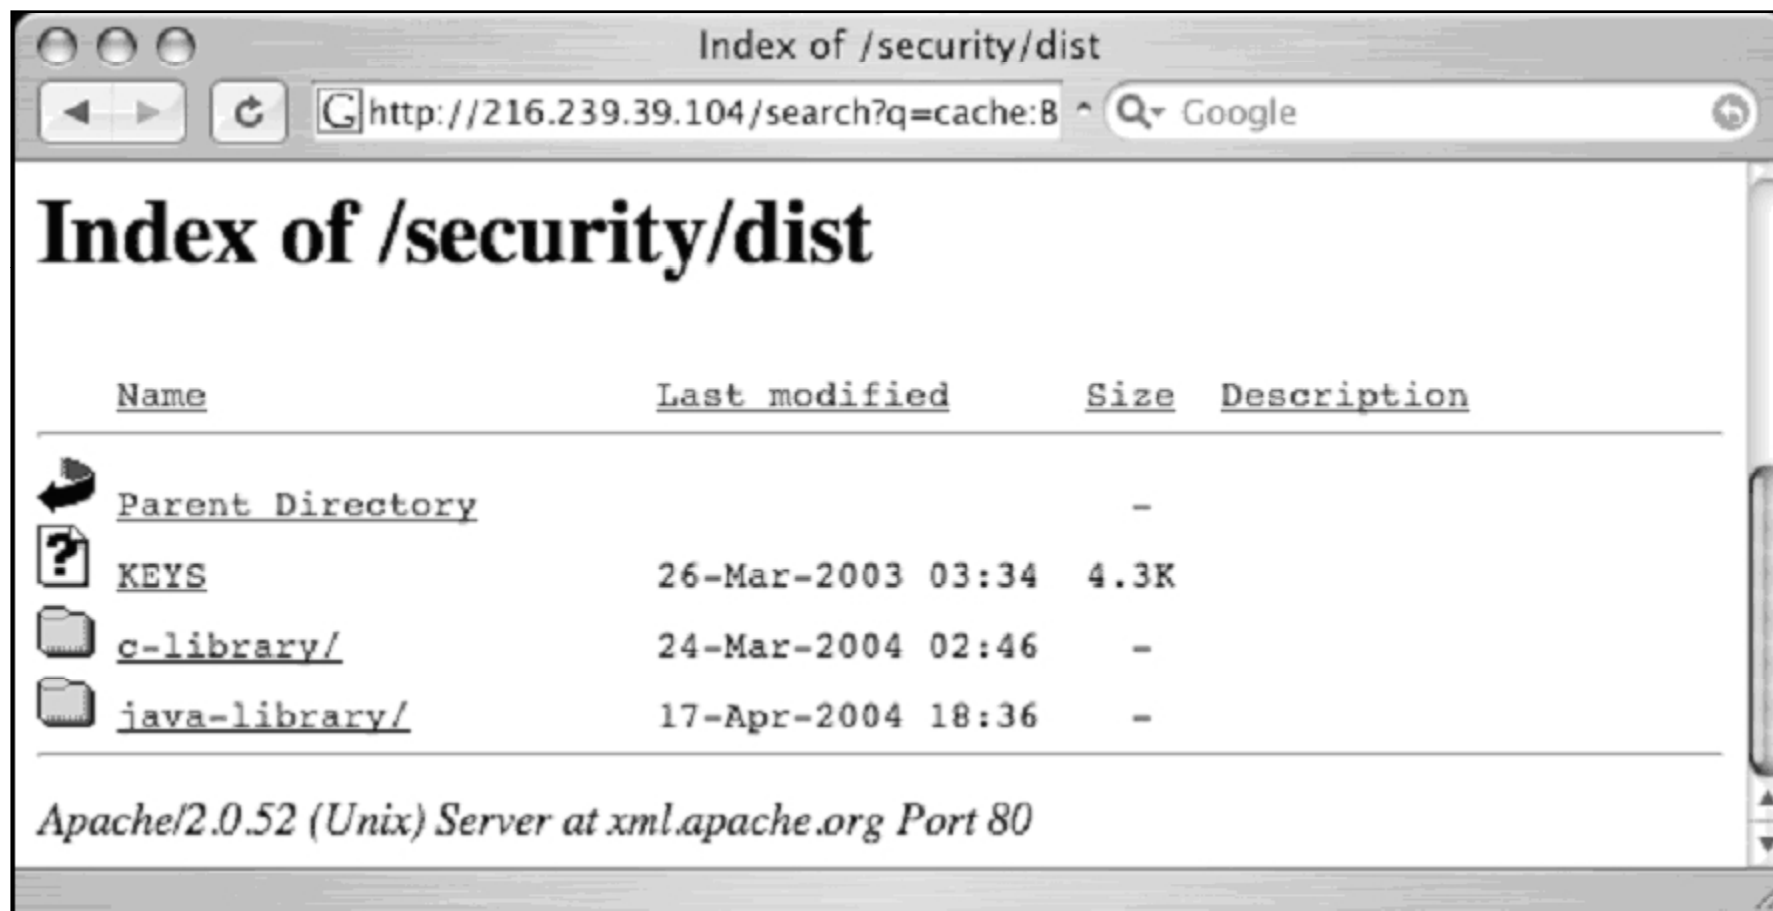 Index of /security/dist
http://216.239.39.104/search?q=cache:B Google
Index of /security/dist
Name Last modified Size Description
Parent Directory -
KEYS 26-Mar-2003 03:34 4.3K
c-library/ 24-Mar-2004 02:46 -
java-library/ 17-Apr-2004 18:36 -
Apache/2.0.52 (Unix) Server at xml.apache.org Port 80